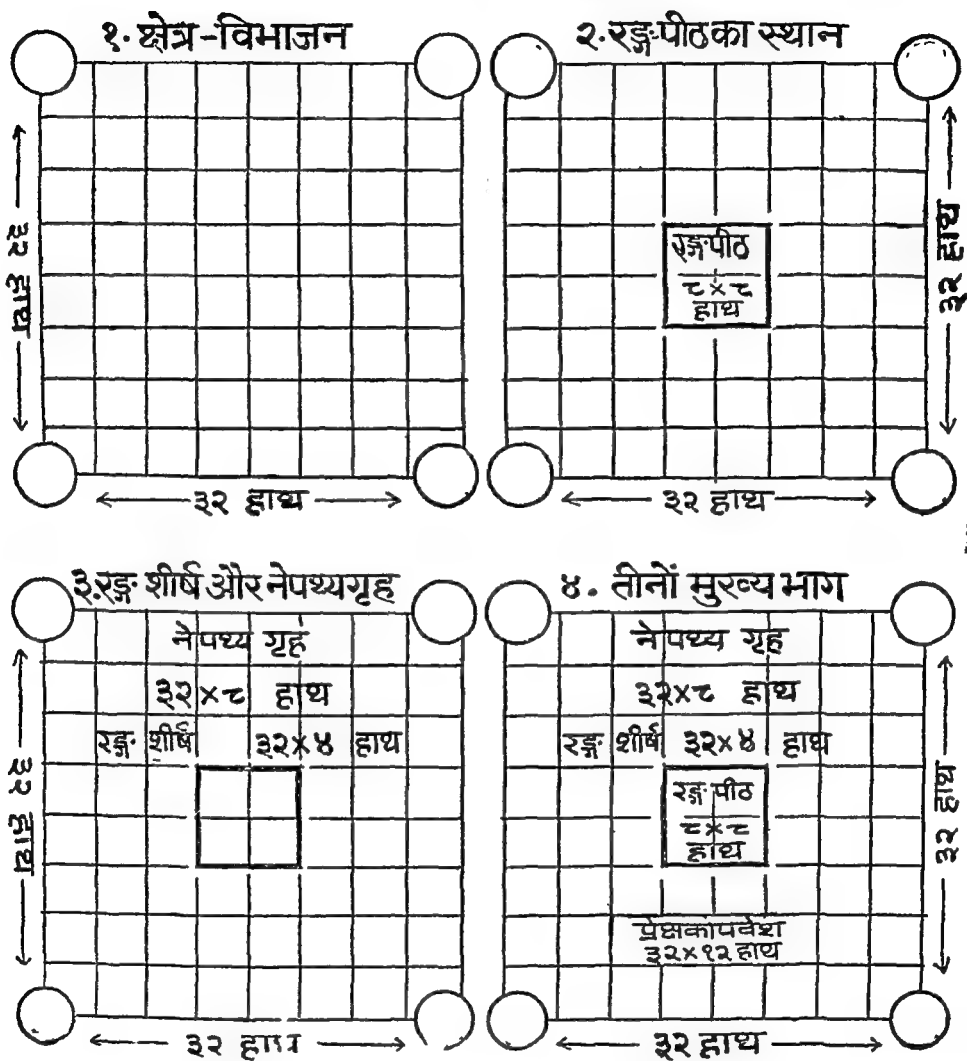 १. क्षेत्र-विभाजन
३२ हाथ
३२ हाथ
२. रङ्गपीठ का स्थान
रङ्गपीठ
८ × ८
हाथ
३२ हाथ
३२ हाथ
३. रङ्ग शीर्ष और नेपथ्यगृह
नेपथ्य गृह
३२ × ८ हाथ
रङ्ग शीर्ष ३२ × ४ हाथ
३२ हाथ
३२ हाथ
४. तीनों मुख्य भाग
नेपथ्य गृह
३२ × ८ हाथ
रङ्ग शीर्ष ३२ × ४ हाथ
रङ्ग पीठ
८ × ८
हाथ
प्रेक्षकोपवेश
३२ × १२ हाथ
३२ हाथ
३२ हाथ